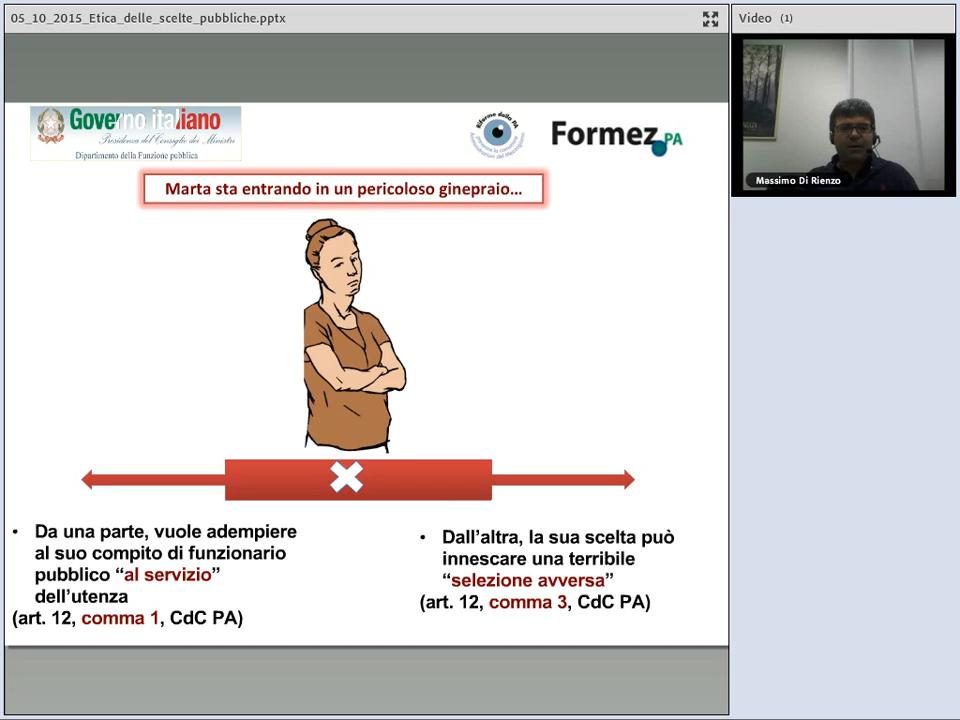 05_10_2015_Etica_delle_scelte_pubbliche.pptx
Video (1)
Massimo Di Rienzo
Governo italiano
Presidenza del Consiglio dei Ministri
Dipartimento della Funzione pubblica
Riforme della PA
Formez PA
Marta sta entrando in un pericoloso ginepraio…
• Da una parte, vuole adempiere
al suo compito di funzionario
pubblico “al servizio”
dell’utenza
(art. 12, comma 1, CdC PA)
• Dall’altra, la sua scelta può
innescare una terribile
“selezione avversa”
(art. 12, comma 3, CdC PA)